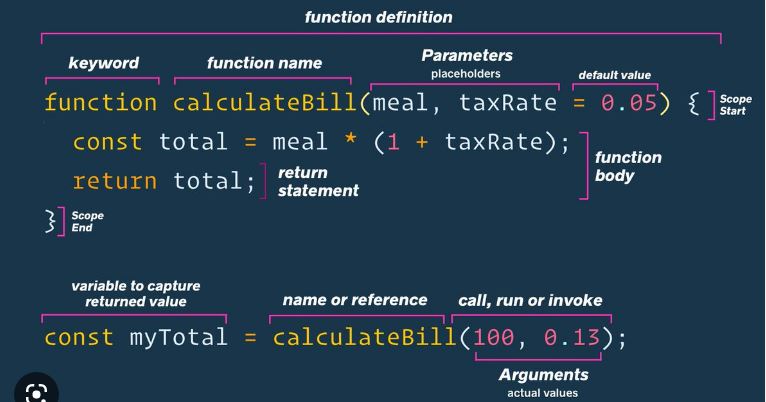 function definition
keyword function name Parameters
placeholders default value
function calculateBill(meal, taxRate = 0.05) { Scope
Start
const total = meal * (1 + taxRate);
function
body
return total; return
statement
} Scope
End
variable to capture
returned value
name or reference call, run or invoke
const myTotal = calculateBill(100, 0.13);
Arguments
actual values